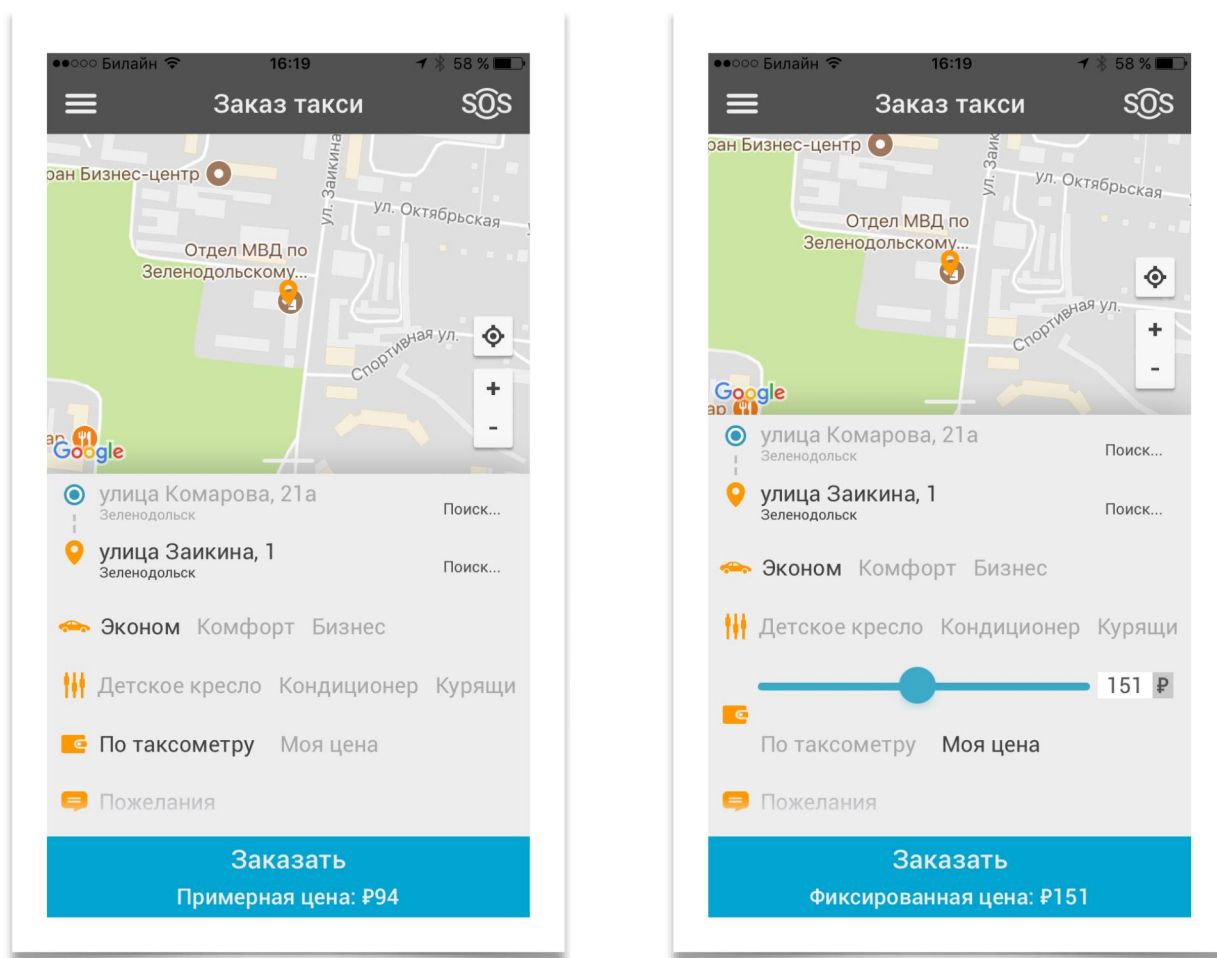 ●●○○○ Билайн 16:19 58 %
Заказ такси SOS
ран Бизнес-центр
ул. Заикина
ул. Октябрьская
Отдел МВД по
Зеленодольскому...
Спортивная ул.
+
-
ар
Google
улица Комарова, 21а
Зеленодольск
Поиск...
улица Заикина, 1
Зеленодольск
Поиск...
Эконом Комфорт Бизнес
Детское кресло Кондиционер Курящи
По таксометру Моя цена
Пожелания
Заказать
Примерная цена: ₽94
●●○○○ Билайн 16:19 58 %
Заказ такси SOS
ран Бизнес-центр
ул. Заик
ул. Октябрьская
Отдел МВД по
Зеленодольскому...
Спортивная ул.
+
-
Google
ар
улица Комарова, 21а
Зеленодольск
Поиск...
улица Заикина, 1
Зеленодольск
Поиск...
Эконом Комфорт Бизнес
Детское кресло Кондиционер Курящи
151 ₽
По таксометру Моя цена
Пожелания
Заказать
Фиксированная цена: ₽151